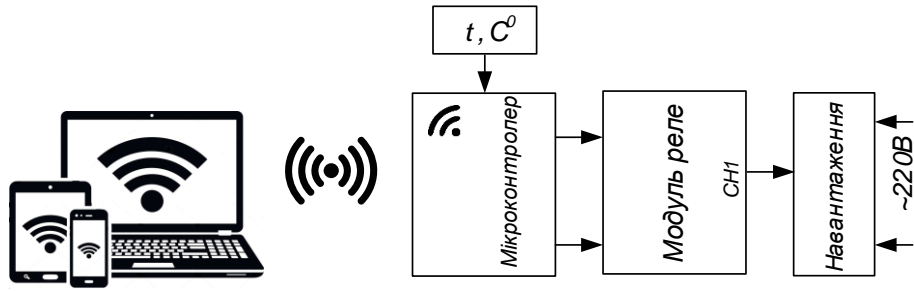 t, C⁰
Мікроконтролер
Модуль реле
CH1
Навантаження
~220В